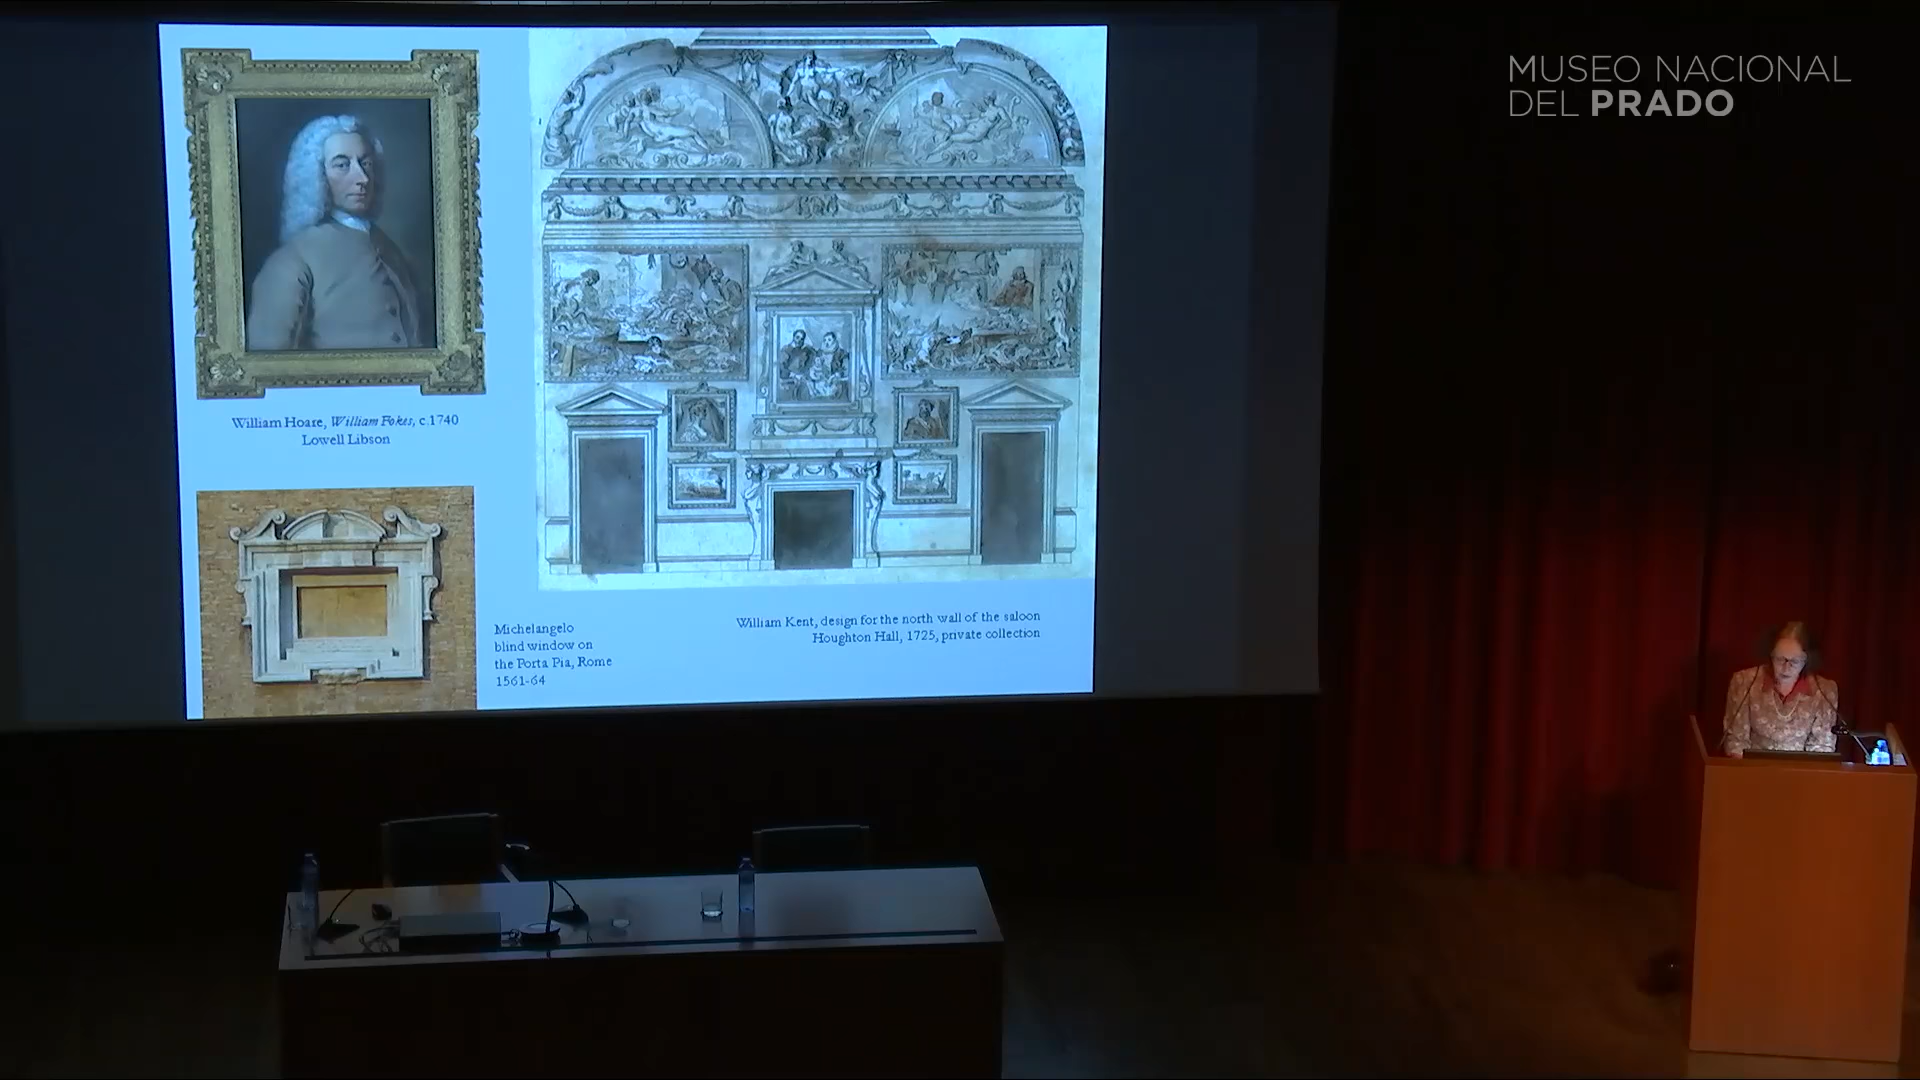 MUSEO NACIONAL
DEL PRADO
William Hoare, William Fokes, c.1740
Lowell Libson
Michelangelo
blind window on
the Porta Pia, Rome
1561-64
William Kent, design for the north wall of the saloon
Houghton Hall, 1725, private collection